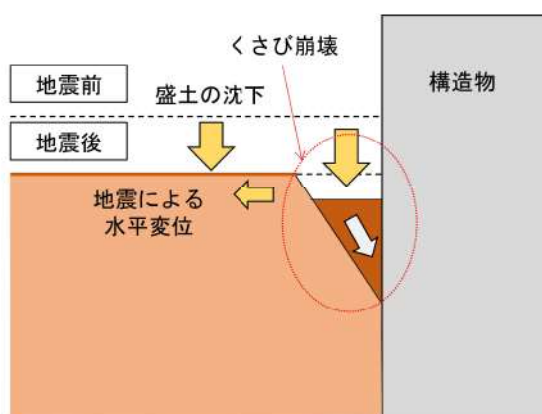 くさび崩壊
構造物
地震前
盛土の沈下
地震後
地震による
水平変位